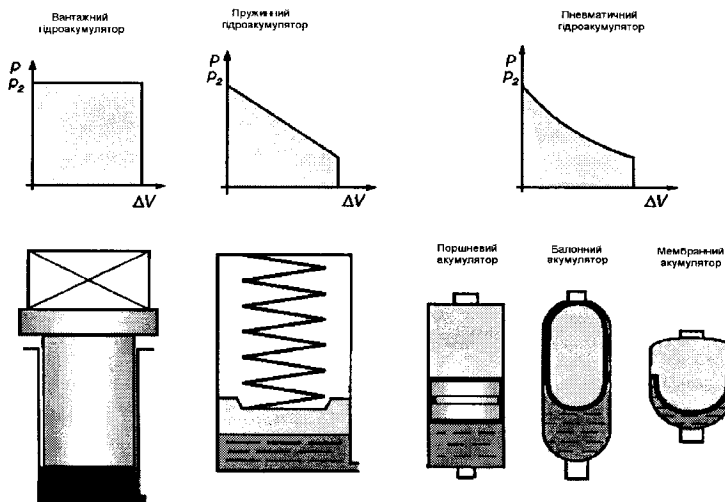 Вантажний
гідроакумулятор
Пружинний
гідроакумулятор
Пневматичний
гідроакумулятор
p
p₂
ΔV
p
p₂
ΔV
p
p₂
ΔV
Поршневий
акумулятор
Балонний
акумулятор
Мембранний
акумулятор